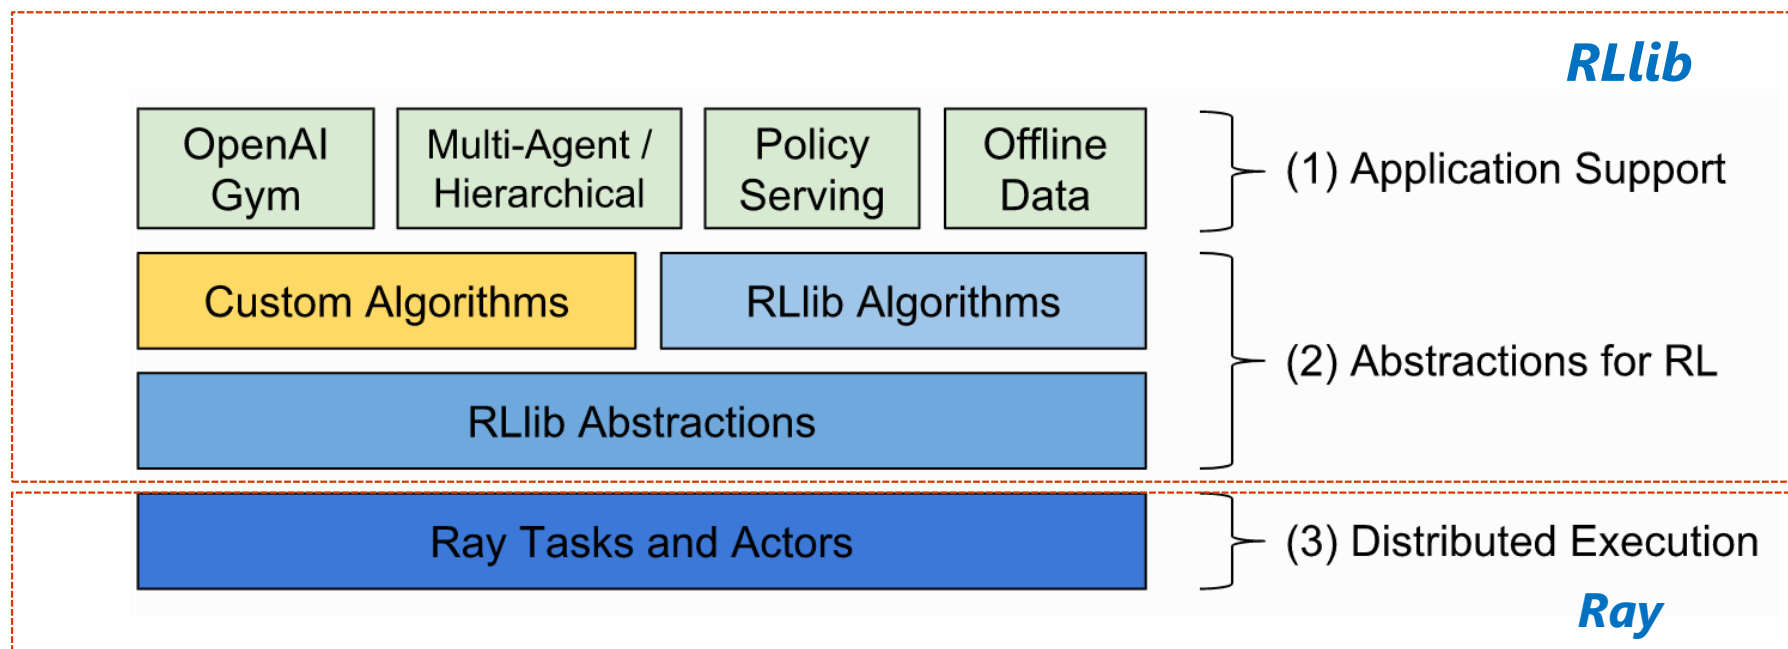 RLlib
OpenAI
Gym
Multi-Agent /
Hierarchical
Policy
Serving
Offline
Data
(1) Application Support
Custom Algorithms
RLlib Algorithms
(2) Abstractions for RL
RLlib Abstractions
Ray Tasks and Actors
(3) Distributed Execution
Ray